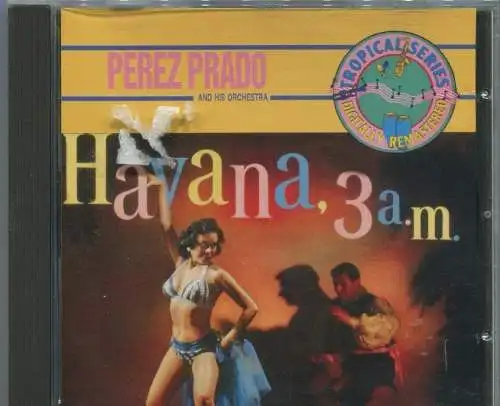 PEREZ PRADO
AND HIS ORCHESTRA
TROPICAL SERIES
DIGITALLY REMASTERED
Havana, 3 a.m.